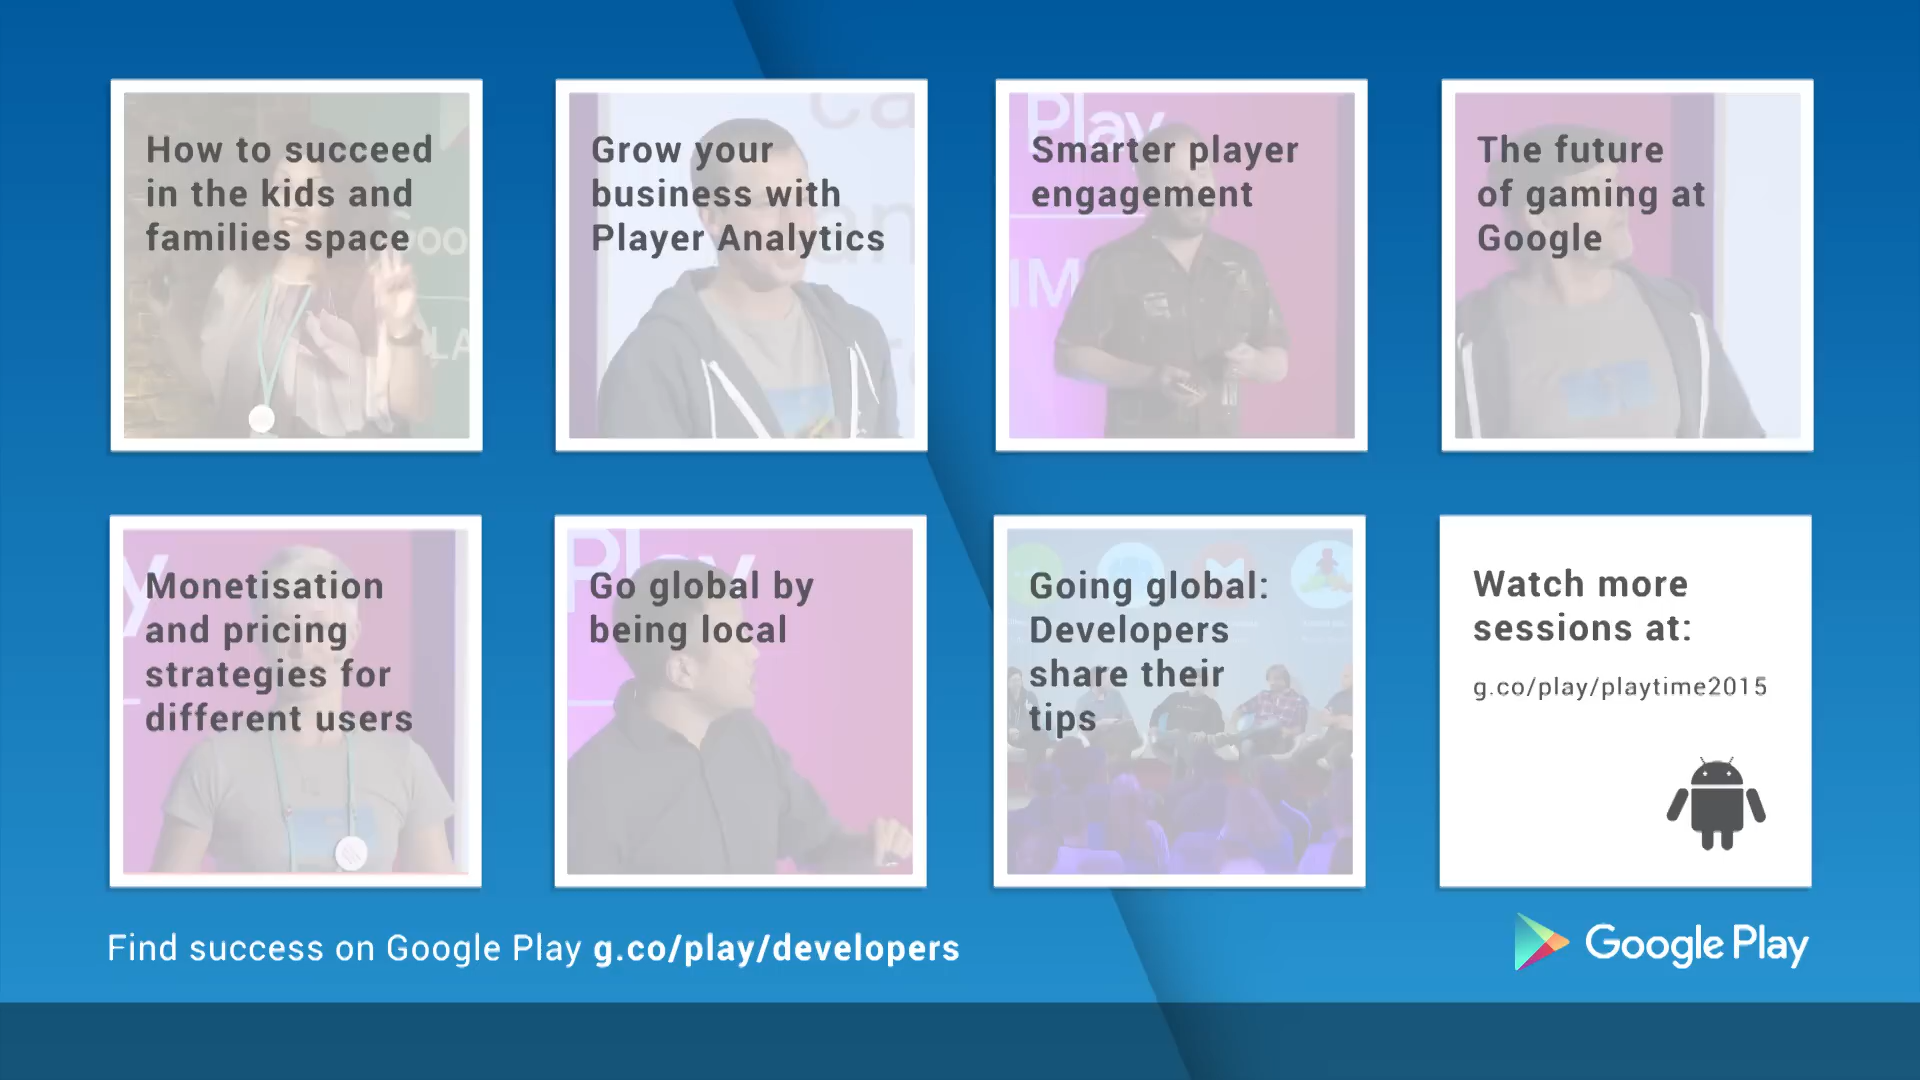 How to succeed
in the kids and
families space
Grow your
business with
Player Analytics
Smarter player
engagement
The future
of gaming at
Google
Monetisation
and pricing
strategies for
different users
Go global by
being local
Going global:
Developers
share their
tips
Watch more
sessions at:
g.co/play/playtime2015
Find success on Google Play g.co/play/developers
Google Play
Play
Play